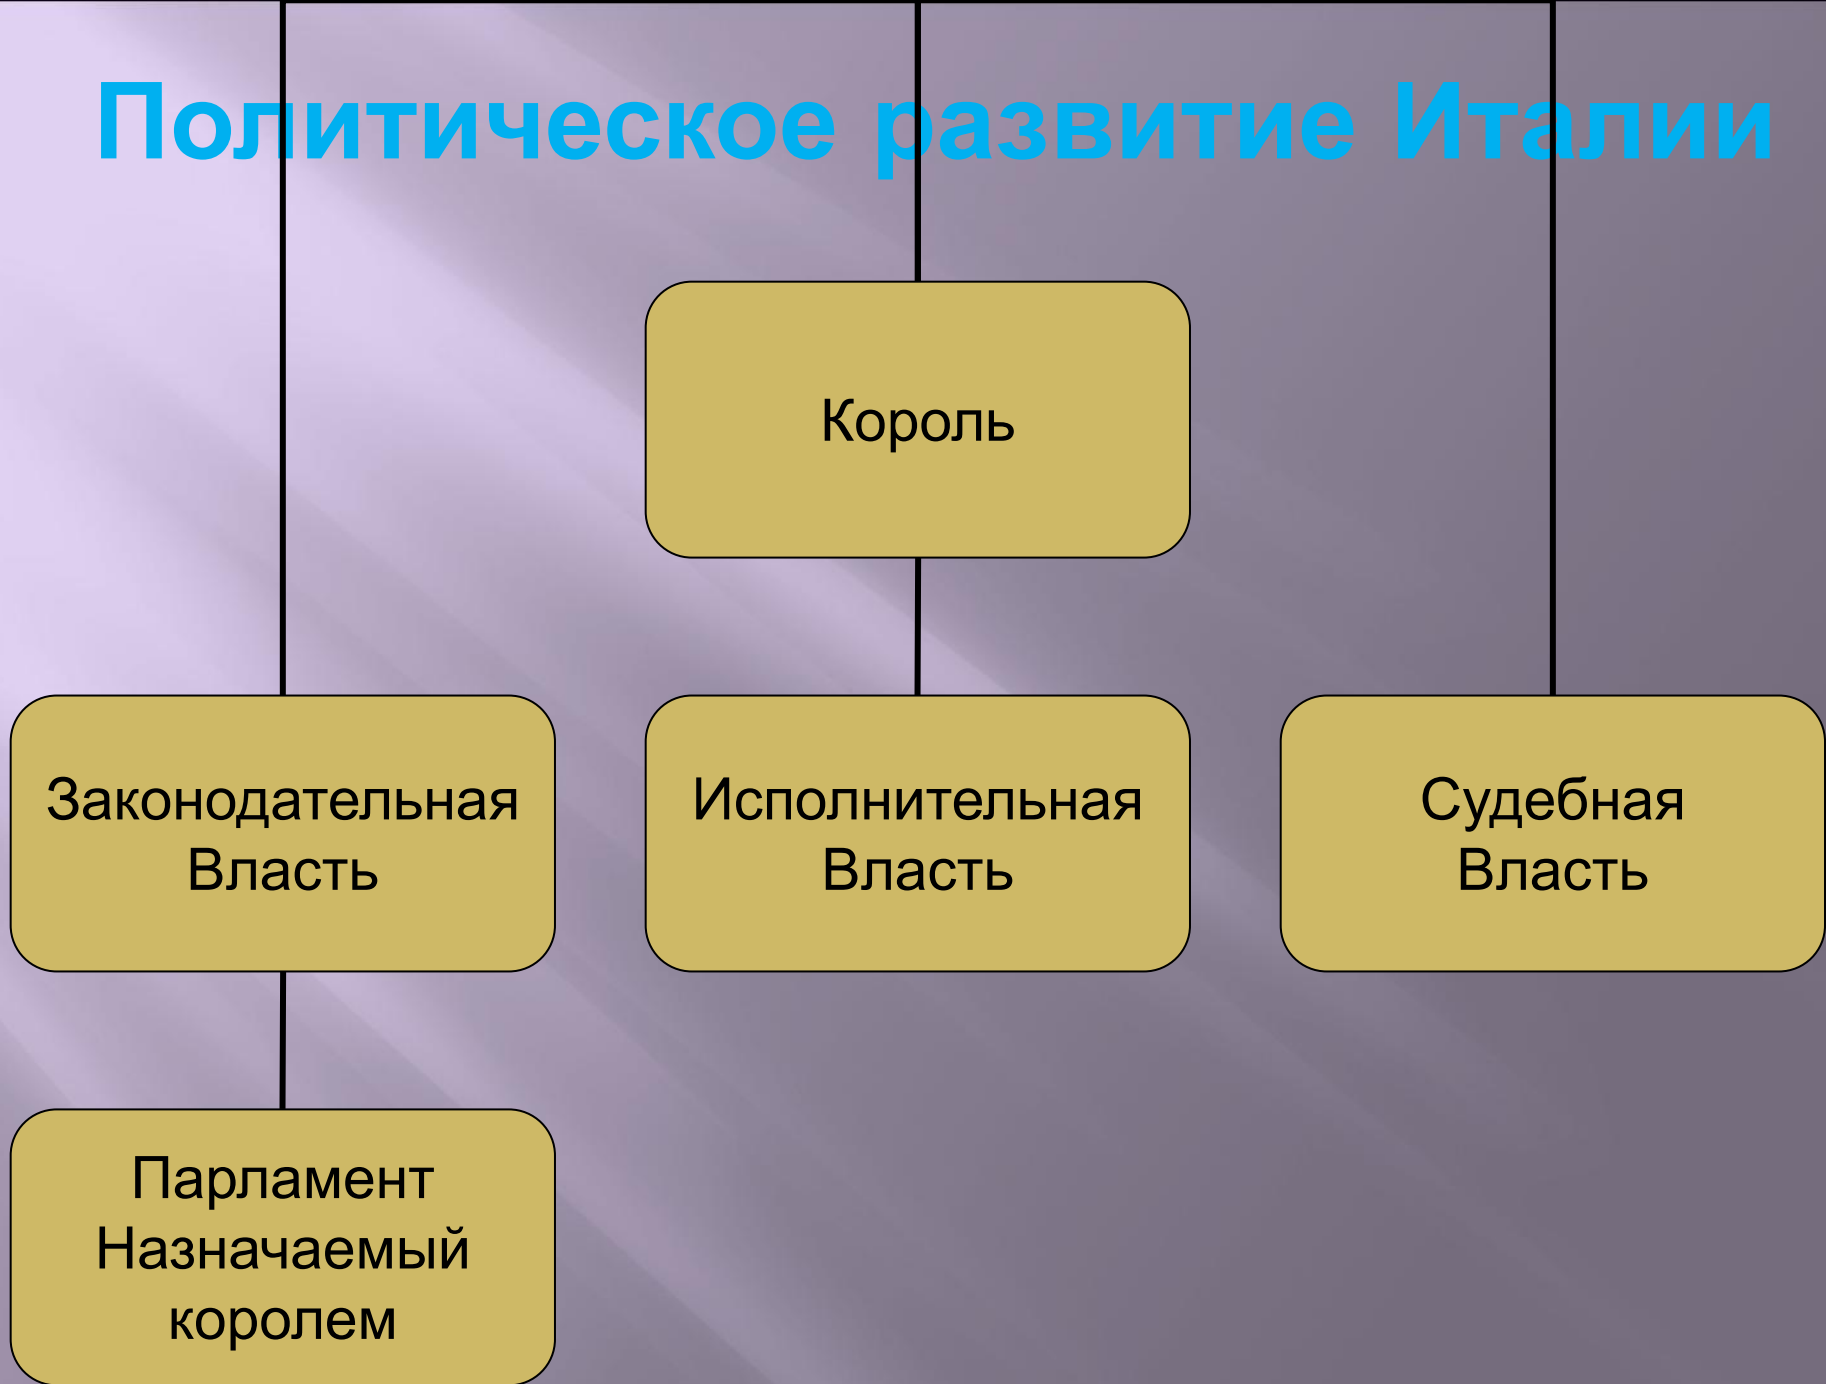 Политическое развитие Италии
Король
Законодательная
Власть
Исполнительная
Власть
Судебная
Власть
Парламент
Назначаемый
королем